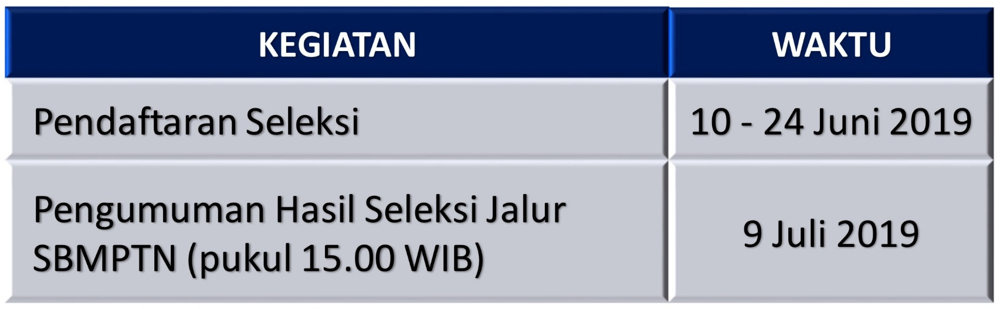 KEGIATAN WAKTU
Pendaftaran Seleksi 10 - 24 Juni 2019
Pengumuman Hasil Seleksi Jalur
SBMPTN (pukul 15.00 WIB)
9 Juli 2019